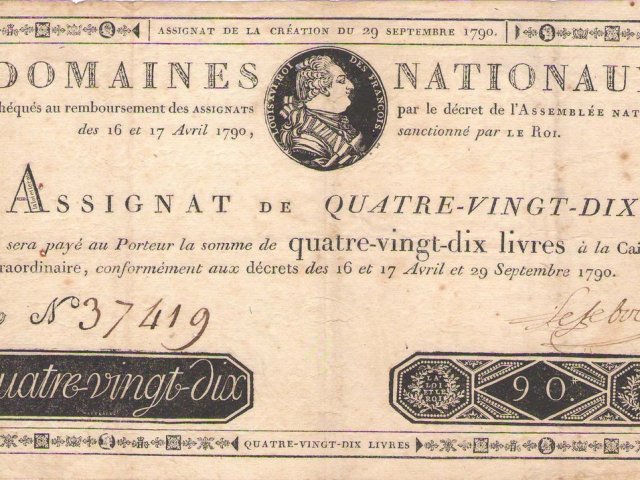 ASSIGNAT DE LA CRÉATION DU 29 SEPTEMBRE 1790.
DOMAINES NATIONAU
LOUIS XVI ROI DES FRANÇOIS
héqués au remboursement des ASSIGNATS par le décret de l'ASSEMBLÉE NAT
des 16 et 17 Avril 1790, sanctionné par LE ROI.
ASSIGNAT DE QUATRE-VINGT-DIX
sera payé au Porteur la somme de quatre-vingt-dix livres à la Cai
raordinaire, conformément aux décrets des 16 et 17 Avril et 29 Septembre 1790.
N° 37419
uatre-vingt-dix
LA LOI ET LE ROI
90.
QUATRE-VINGT-DIX LIVRES